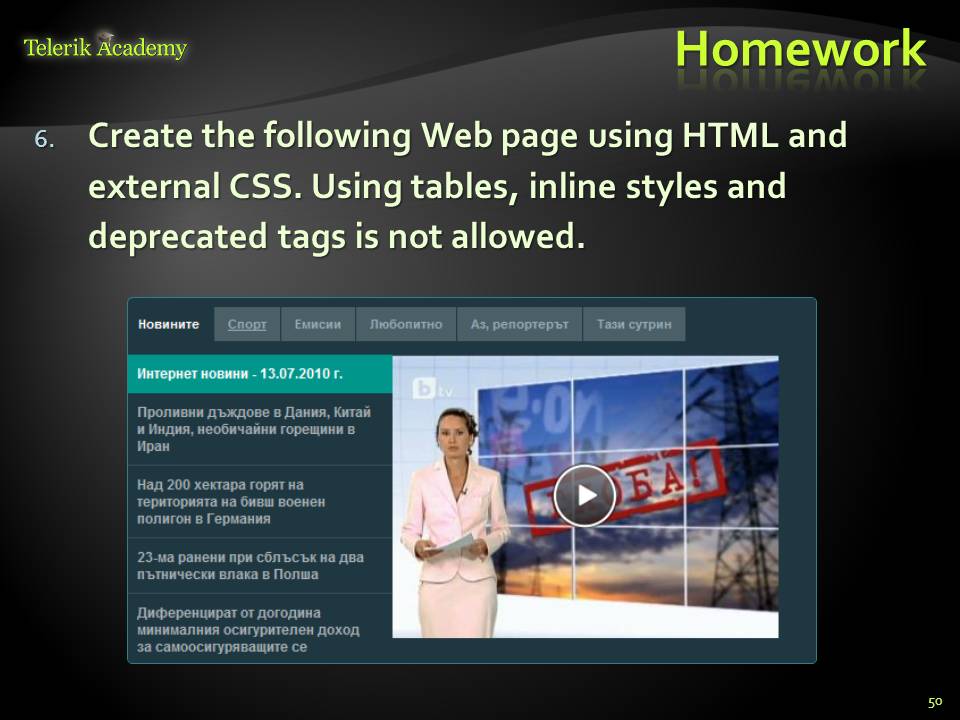 Telerik Academy
Homework
6. Create the following Web page using HTML and
external CSS. Using tables, inline styles and
deprecated tags is not allowed.
Новините Спорт Емисии Любопитно Аз, репортерът Тази сутрин
Интернет новини - 13.07.2010 г.
Проливни дъждове в Дания, Китай
и Индия, необичайни горещини в
Иран
Над 200 хектара горят на
територията на бивш военен
полигон в Германия
23-ма ранени при сблъсък на два
пътнически влака в Полша
Диференцират от догодина
минималния осигурителен доход
за самоосигуряващите се
btv
e·on
50